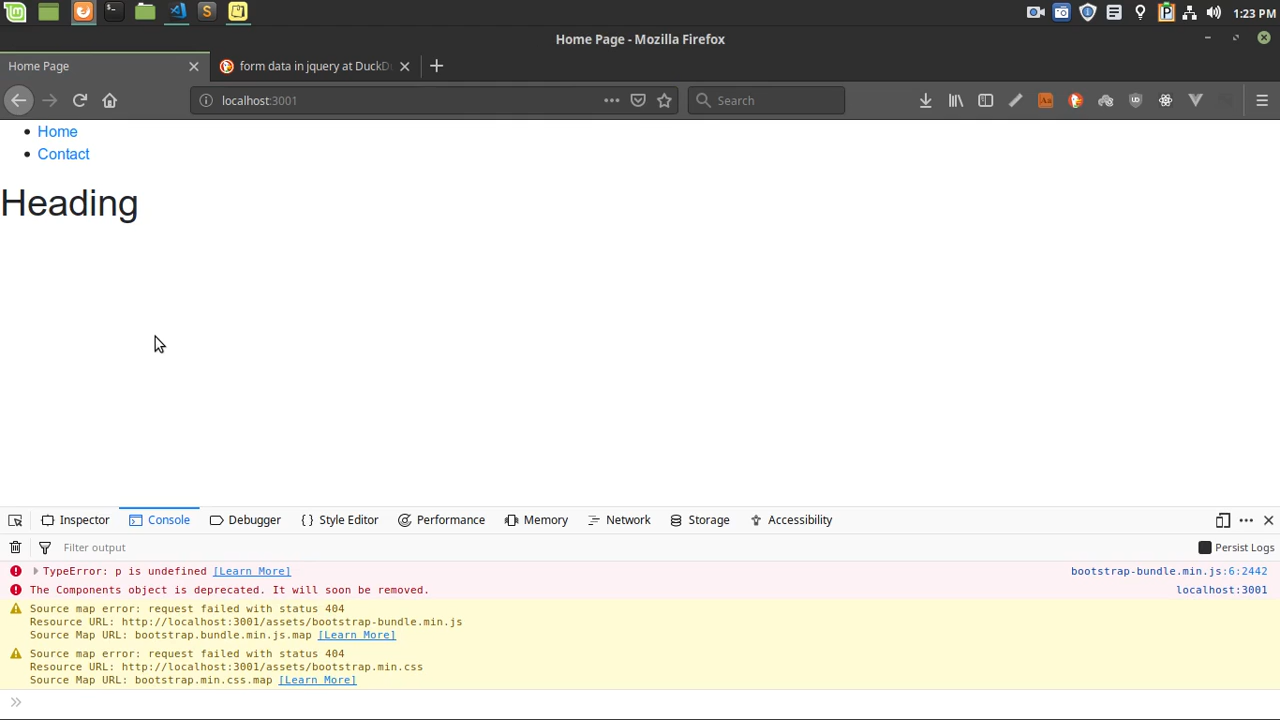 1:23 PM
Home Page - Mozilla Firefox
Home Page
form data in jquery at DuckD
localhost:3001
Search
Home
Contact
Heading
Inspector
Console
Debugger
Style Editor
Performance
Memory
Network
Storage
Accessibility
Filter output
Persist Logs
TypeError: p is undefined [Learn More]
bootstrap-bundle.min.js:6:2442
The Components object is deprecated. It will soon be removed.
localhost:3001
Source map error: request failed with status 404
Resource URL: http://localhost:3001/assets/bootstrap-bundle.min.js
Source Map URL: bootstrap.bundle.min.js.map [Learn More]
Source map error: request failed with status 404
Resource URL: http://localhost:3001/assets/bootstrap.min.css
Source Map URL: bootstrap.min.css.map [Learn More]